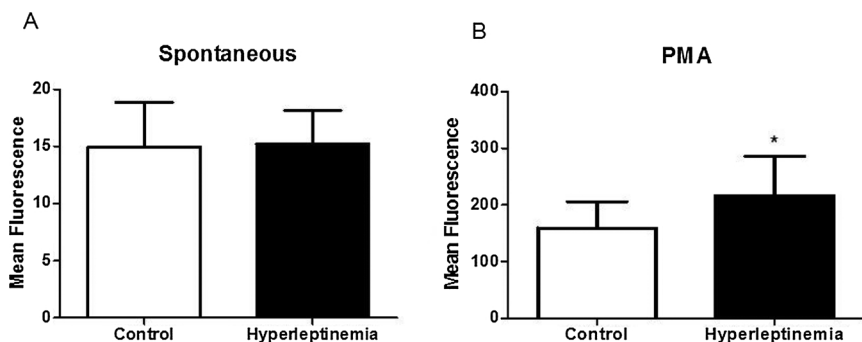 A
Spontaneous
Mean Fluorescence
20
15
10
5
0
Control Hyperleptinemia
B
PMA
Mean Fluorescence
400
300
200
100
0
*
Control Hyperleptinemia